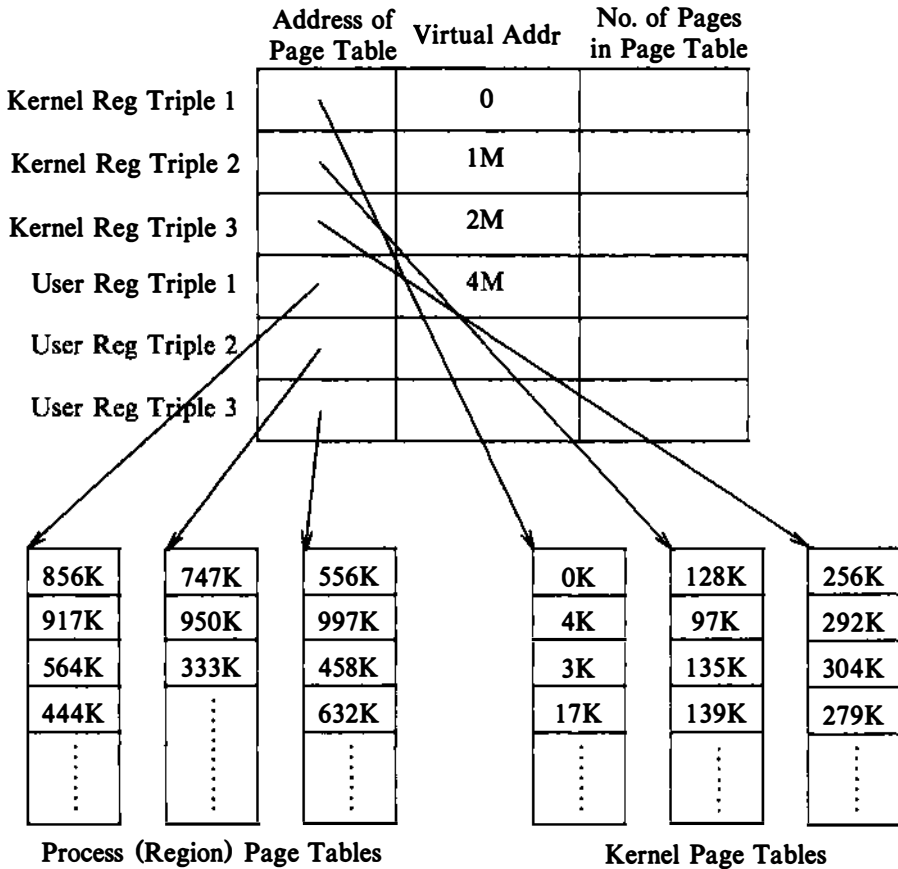 Address of Page Table Virtual Addr No. of Pages in Page Table
Kernel Reg Triple 1 0
Kernel Reg Triple 2 1M
Kernel Reg Triple 3 2M
User Reg Triple 1 4M
User Reg Triple 2
User Reg Triple 3
856K 747K 556K 0K 128K 256K
917K 950K 997K 4K 97K 292K
564K 333K 458K 3K 135K 304K
444K 632K 17K 139K 279K
Process (Region) Page Tables Kernel Page Tables